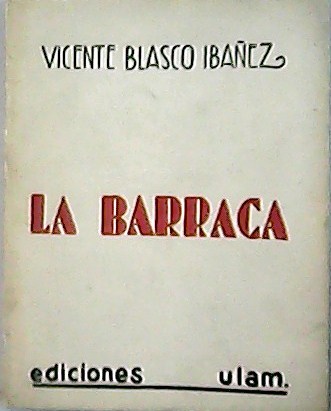 VICENTE BLASCO IBAÑEZ
LA BARRACA
ediciones ulam.